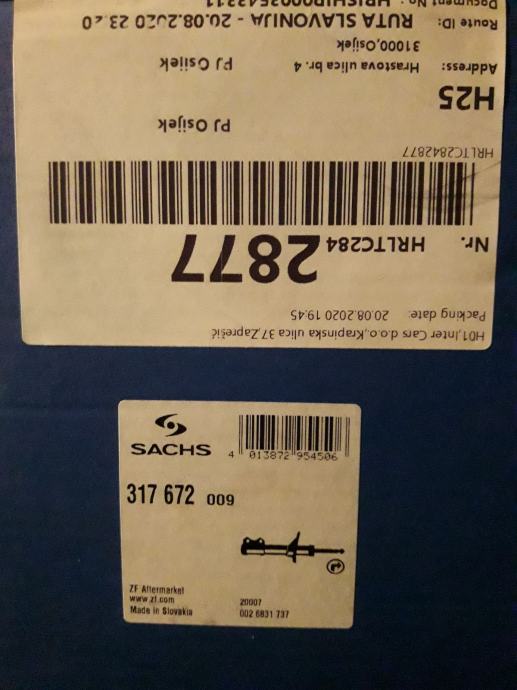 H01,Inter Cars d.o.o.,Krapinska ulica 37,Zaprešić
Packing date: 20.08.2020 19:45
Nr. HRLTC284 2877
HRLTC2842877
H25
PJ Osijek
Address: Hrastova ulica br. 4
31000,Osijek
PJ Osijek
Route ID: RUTA SLAVONIJA - 20.08.2020 23:20
Document No.:
SACHS
4 013872 954506
317 672 009
ZF Aftermarket
www.zf.com
Made in Slovakia
20007
002 6831 737